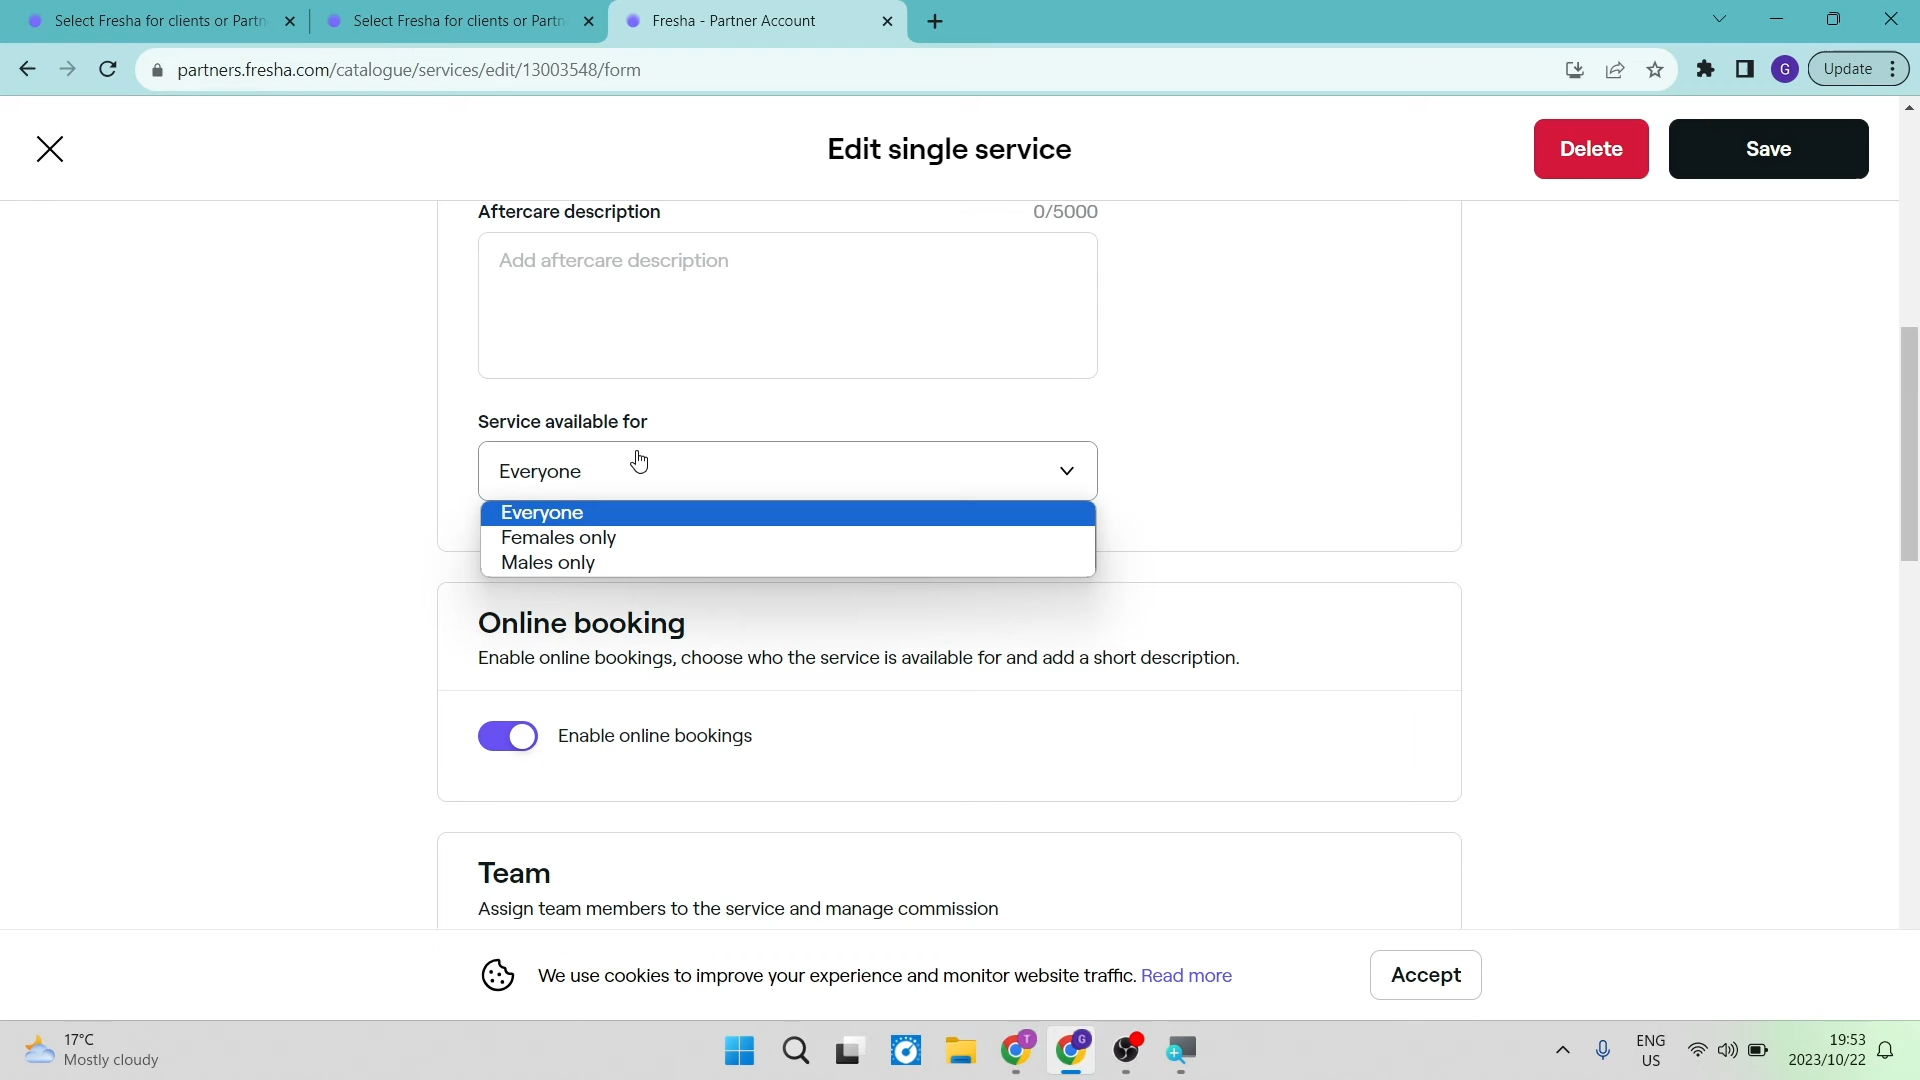 Select Fresha for clients or Partn
Select Fresha for clients or Partn
Fresha - Partner Account
partners.fresha.com/catalogue/services/edit/13003548/form
G
Update
Edit single service
Delete
Save
Aftercare description
0/5000
Add aftercare description
Service available for
Everyone
Everyone
Females only
Males only
Online booking
Enable online bookings, choose who the service is available for and add a short description.
Enable online bookings
Team
Assign team members to the service and manage commission
We use cookies to improve your experience and monitor website traffic. Read more
Accept
17°C
Mostly cloudy
T
G
ENG
US
19:53
2023/10/22